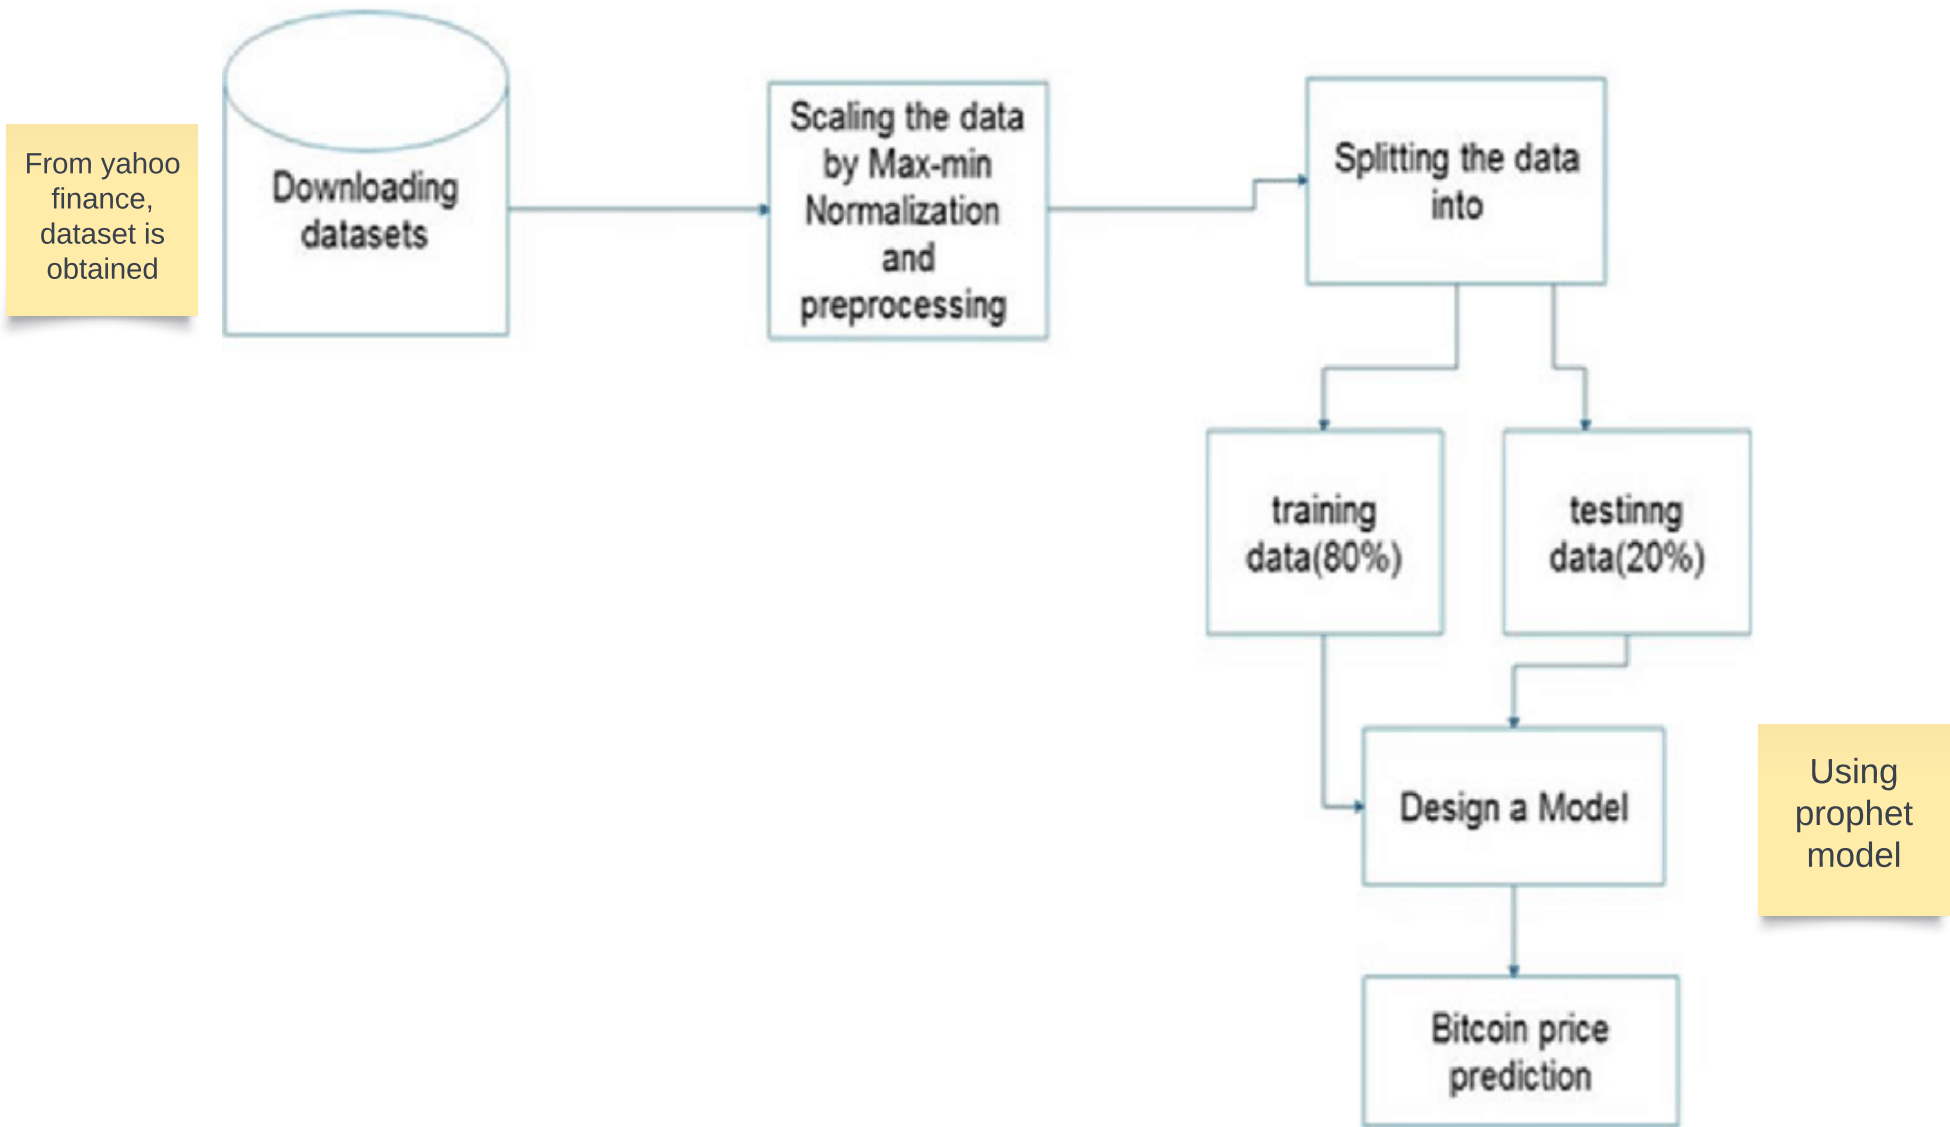 From yahoo
finance,
dataset is
obtained
Downloading
datasets
Scaling the data
by Max-min
Normalization
and
preprocessing
Splitting the data
into
training
data(80%)
testinng
data(20%)
Design a Model
Using
prophet
model
Bitcoin price
prediction